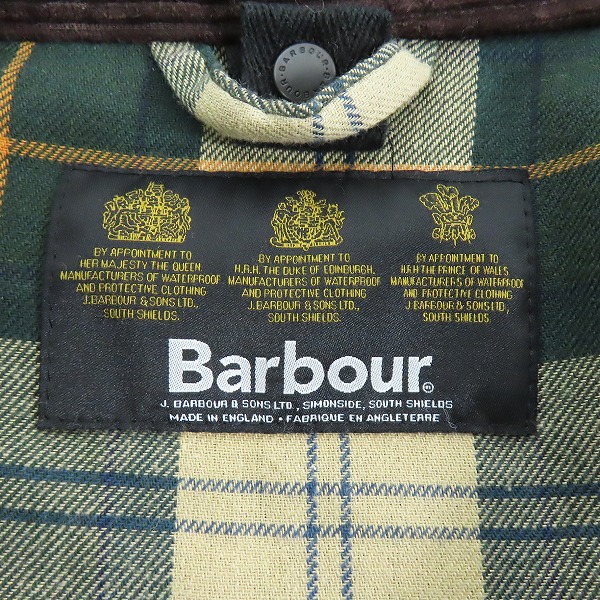 BARBOUR
BY APPOINTMENT TO
HER MAJESTY THE QUEEN
MANUFACTURERS OF WATERPROOF
AND PROTECTIVE CLOTHING
J.BARBOUR & SONS LTD.,
SOUTH SHIELDS.
BY APPOINTMENT TO
H.R.H. THE DUKE OF EDINBURGH.
MANUFACTURERS OF WATERPROOF
AND PROTECTIVE CLOTHING
J.BARBOUR & SONS LTD.,
SOUTH SHIELDS.
BY APPOINTMENT TO
H.R.H THE PRINCE OF WALES
MANUFACTURERS OF WATERPROOF
AND PROTECTIVE CLOTHING
J.BARBOUR & SONS LTD.,
SOUTH SHIELDS.
Barbour®
J. BARBOUR & SONS LTD., SIMONSIDE, SOUTH SHIELDS
MADE IN ENGLAND • FABRIQUE EN ANGLETERRE